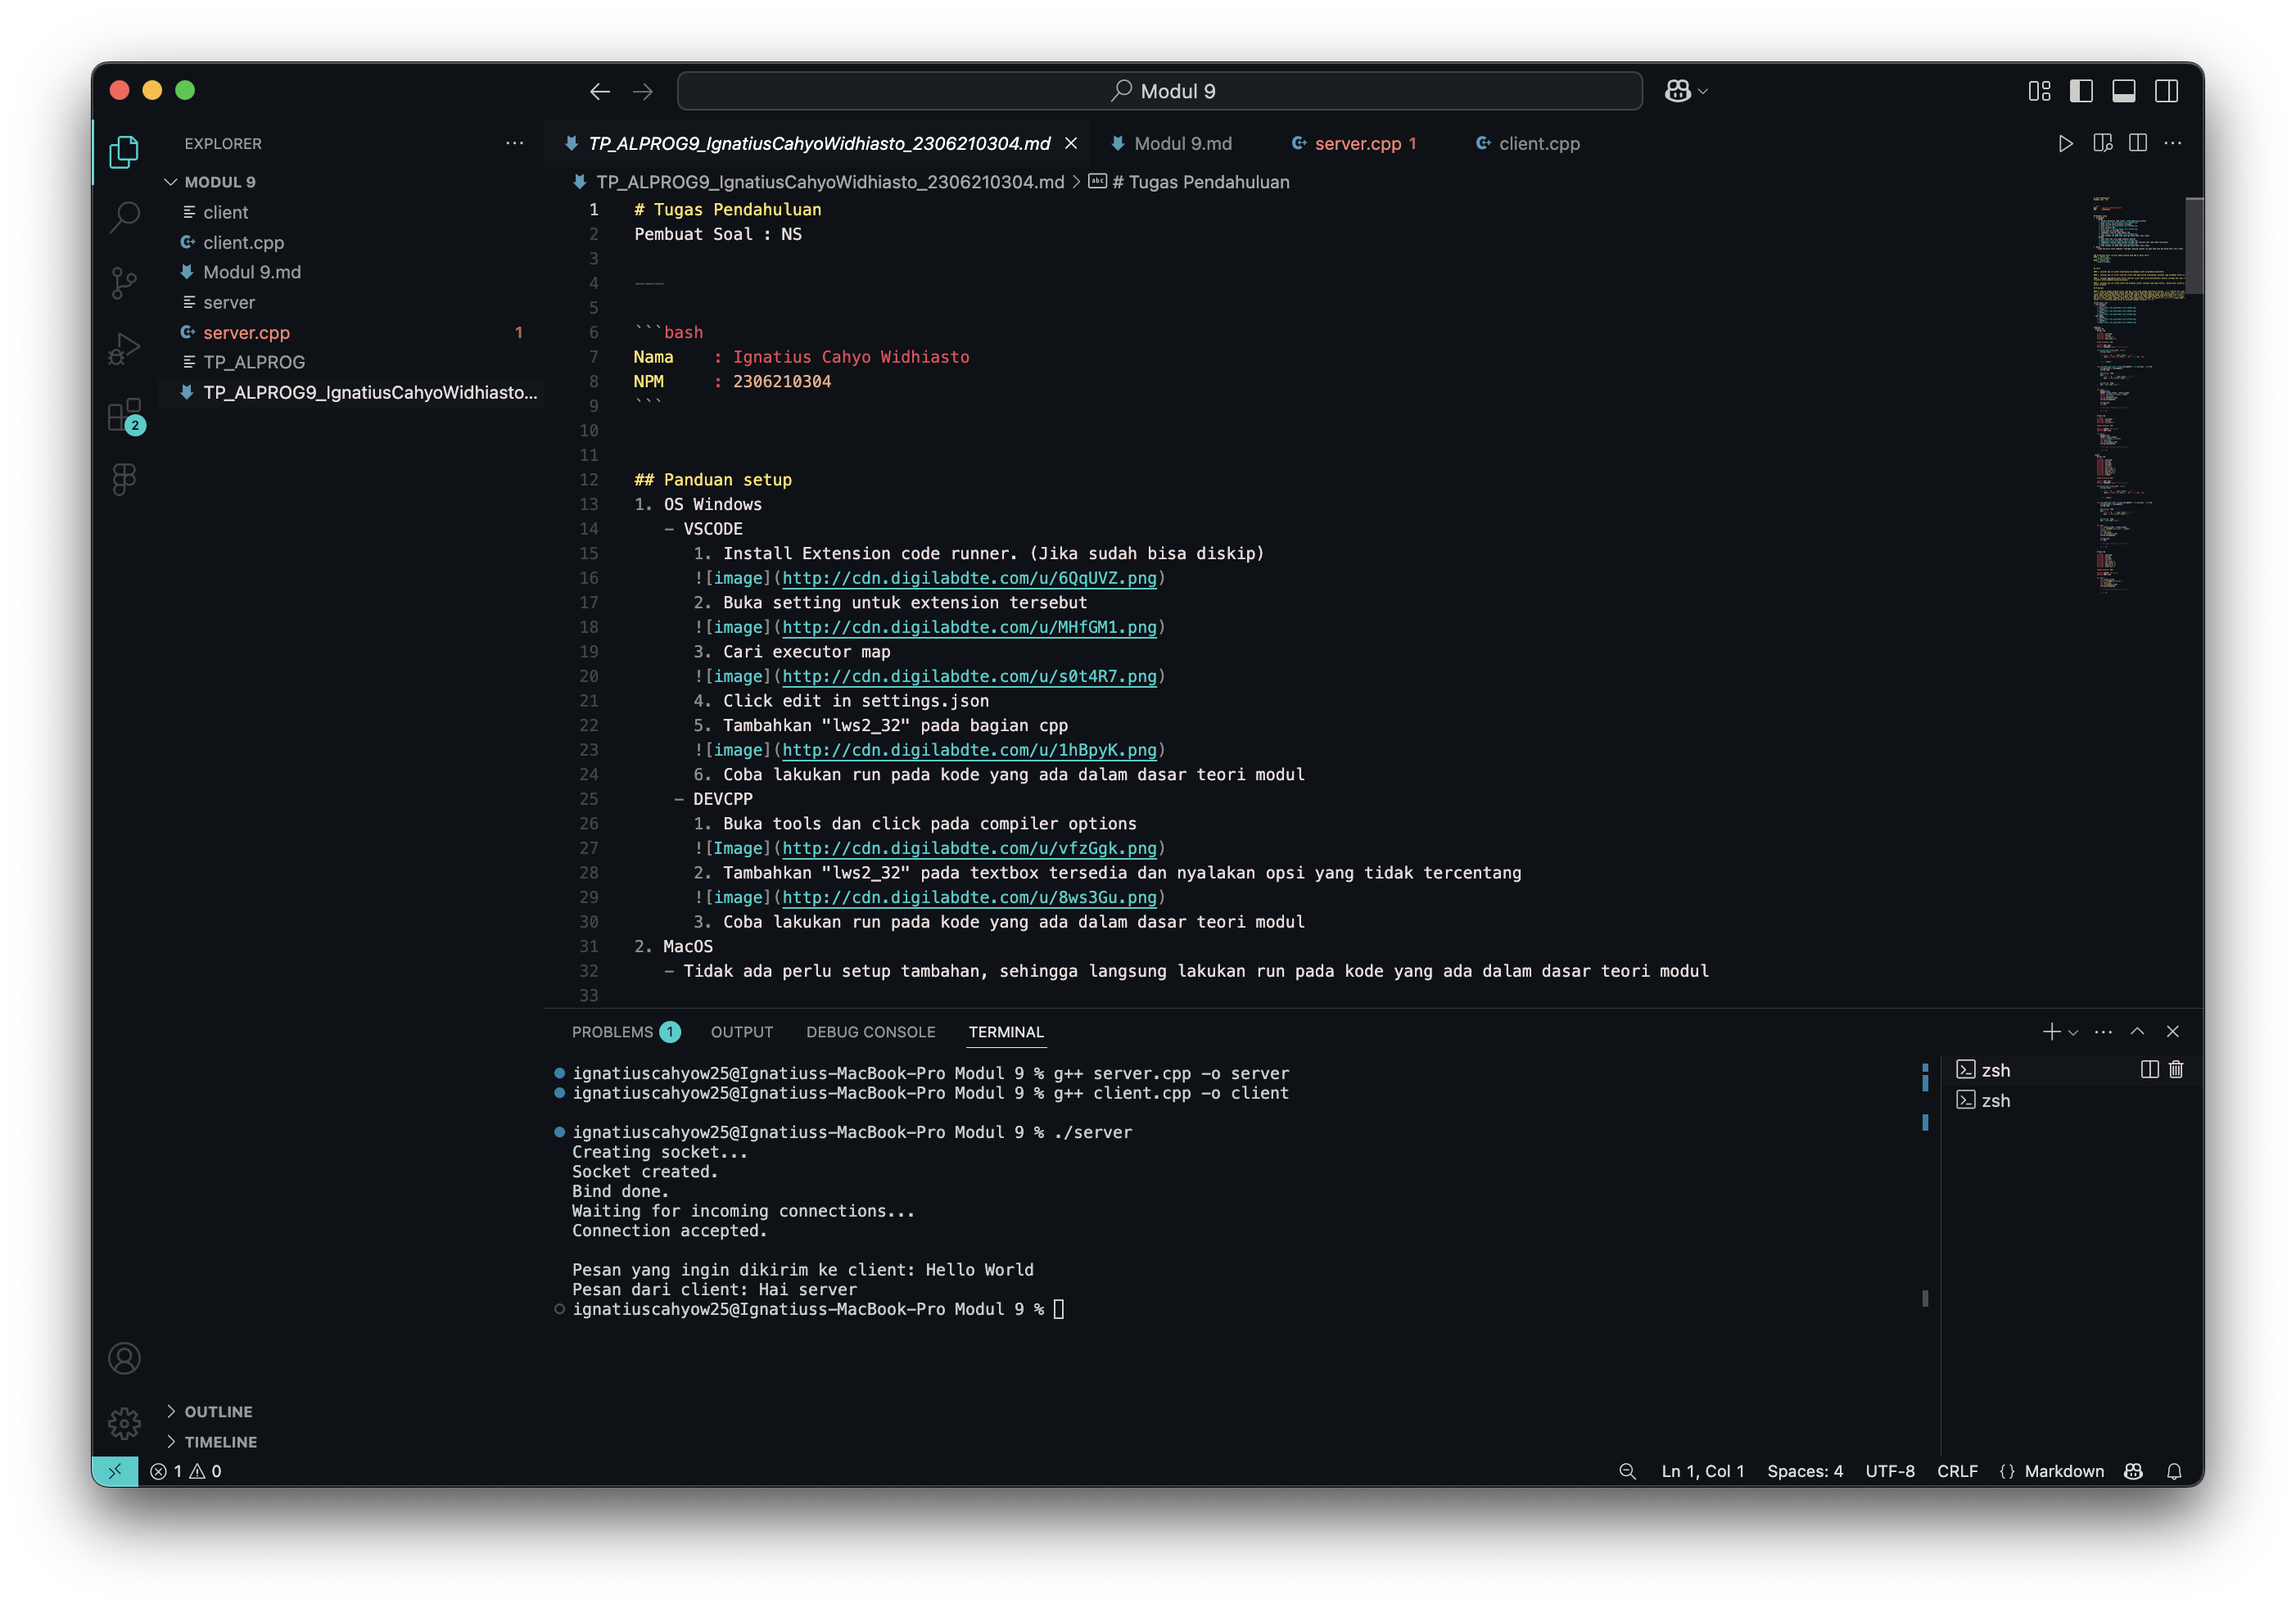 Modul 9
EXPLORER
MODUL 9
client
client.cpp
Modul 9.md
server
server.cpp 1
TP_ALPROG
TP_ALPROG9_IgnatiusCahyoWidhiasto...
2
OUTLINE
TIMELINE
TP_ALPROG9_IgnatiusCahyoWidhiasto_2306210304.md
Modul 9.md
server.cpp 1
client.cpp
TP_ALPROG9_IgnatiusCahyoWidhiasto_2306210304.md > abc # Tugas Pendahuluan
1 # Tugas Pendahuluan
2 Pembuat Soal : NS
3
4 ---
5
6 ```bash
7 Nama    : Ignatius Cahyo Widhiasto
8 NPM     : 2306210304
9 ```
10
11
12 ## Panduan setup
13 1. OS Windows
14    - VSCODE
15       1. Install Extension code runner. (Jika sudah bisa diskip)
16       ![image](http://cdn.digilabdte.com/u/6QqUVZ.png)
17       2. Buka setting untuk extension tersebut
18       ![image](http://cdn.digilabdte.com/u/MHfGM1.png)
19       3. Cari executor map
20       ![image](http://cdn.digilabdte.com/u/s0t4R7.png)
21       4. Click edit in settings.json
22       5. Tambahkan "lws2_32" pada bagian cpp
23       ![image](http://cdn.digilabdte.com/u/1hBpyK.png)
24       6. Coba lakukan run pada kode yang ada dalam dasar teori modul
25     - DEVCPP
26       1. Buka tools dan click pada compiler options
27       ![Image](http://cdn.digilabdte.com/u/vfzGgk.png)
28       2. Tambahkan "lws2_32" pada textbox tersedia dan nyalakan opsi yang tidak tercentang
29       ![image](http://cdn.digilabdte.com/u/8ws3Gu.png)
30       3. Coba lakukan run pada kode yang ada dalam dasar teori modul
31 2. MacOS
32    - Tidak ada perlu setup tambahan, sehingga langsung lakukan run pada kode yang ada dalam dasar teori modul
33
PROBLEMS 1 OUTPUT DEBUG CONSOLE TERMINAL
ignatiuscahyow25@Ignatiuss-MacBook-Pro Modul 9 % g++ server.cpp -o server
ignatiuscahyow25@Ignatiuss-MacBook-Pro Modul 9 % g++ client.cpp -o client
ignatiuscahyow25@Ignatiuss-MacBook-Pro Modul 9 % ./server
Creating socket...
Socket created.
Bind done.
Waiting for incoming connections...
Connection accepted.
Pesan yang ingin dikirim ke client: Hello World
Pesan dari client: Hai server
ignatiuscahyow25@Ignatiuss-MacBook-Pro Modul 9 %
zsh
zsh
1 0
Ln 1, Col 1 Spaces: 4 UTF-8 CRLF {} Markdown